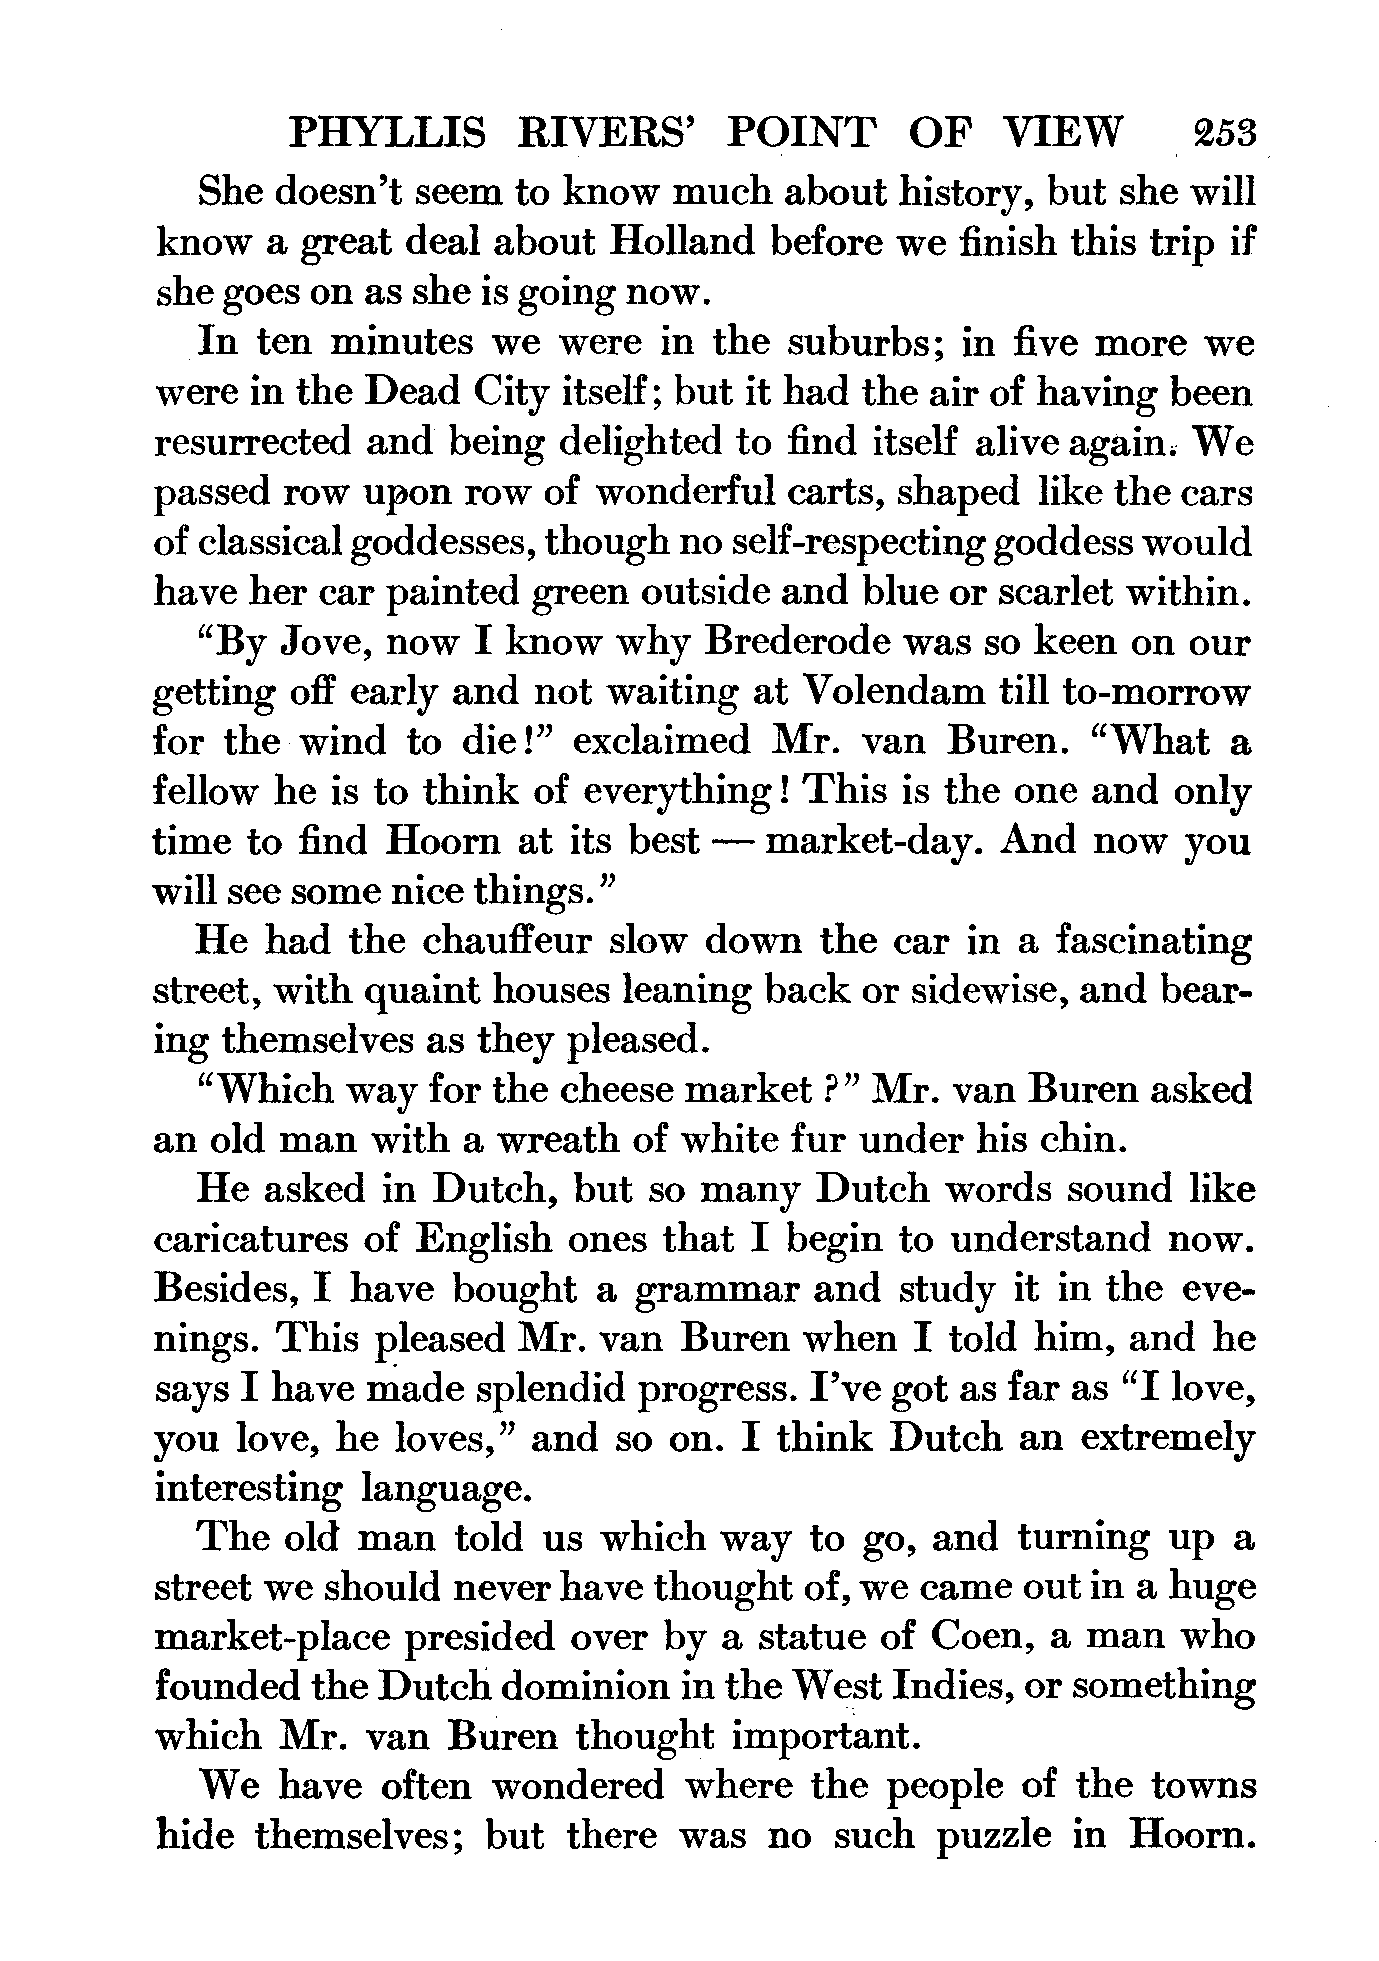 PHYLLIS RIVERS' POINT OF VIEW 253
She doesn't seem to know much about history, but she will
know a great deal about Holland before we finish this trip if
she goes on as she is going now.
In ten minutes we were in the suburbs; in five more we
were in the Dead City itself; but it had the air of having been
resurrected and being delighted to find itself alive again. We
passed row upon row of wonderful carts, shaped like the cars
of classical goddesses, though no self-respecting goddess would
have her car painted green outside and blue or scarlet within.
"By Jove, now I know why Brederode was so keen on our
getting off early and not waiting at Volendam till to-morrow
for the wind to die!" exclaimed Mr. van Buren. "What a
fellow he is to think of everything! This is the one and only
time to find Hoorn at its best — market-day. And now you
will see some nice things."
He had the chauffeur slow down the car in a fascinating
street, with quaint houses leaning back or sidewise, and bear-
ing themselves as they pleased.
"Which way for the cheese market?" Mr. van Buren asked
an old man with a wreath of white fur under his chin.
He asked in Dutch, but so many Dutch words sound like
caricatures of English ones that I begin to understand now.
Besides, I have bought a grammar and study it in the eve-
nings. This pleased Mr. van Buren when I told him, and he
says I have made splendid progress. I've got as far as "I love,
you love, he loves," and so on. I think Dutch an extremely
interesting language.
The old man told us which way to go, and turning up a
street we should never have thought of, we came out in a huge
market-place presided over by a statue of Coen, a man who
founded the Dutch dominion in the West Indies, or something
which Mr. van Buren thought important.
We have often wondered where the people of the towns
hide themselves; but there was no such puzzle in Hoorn.